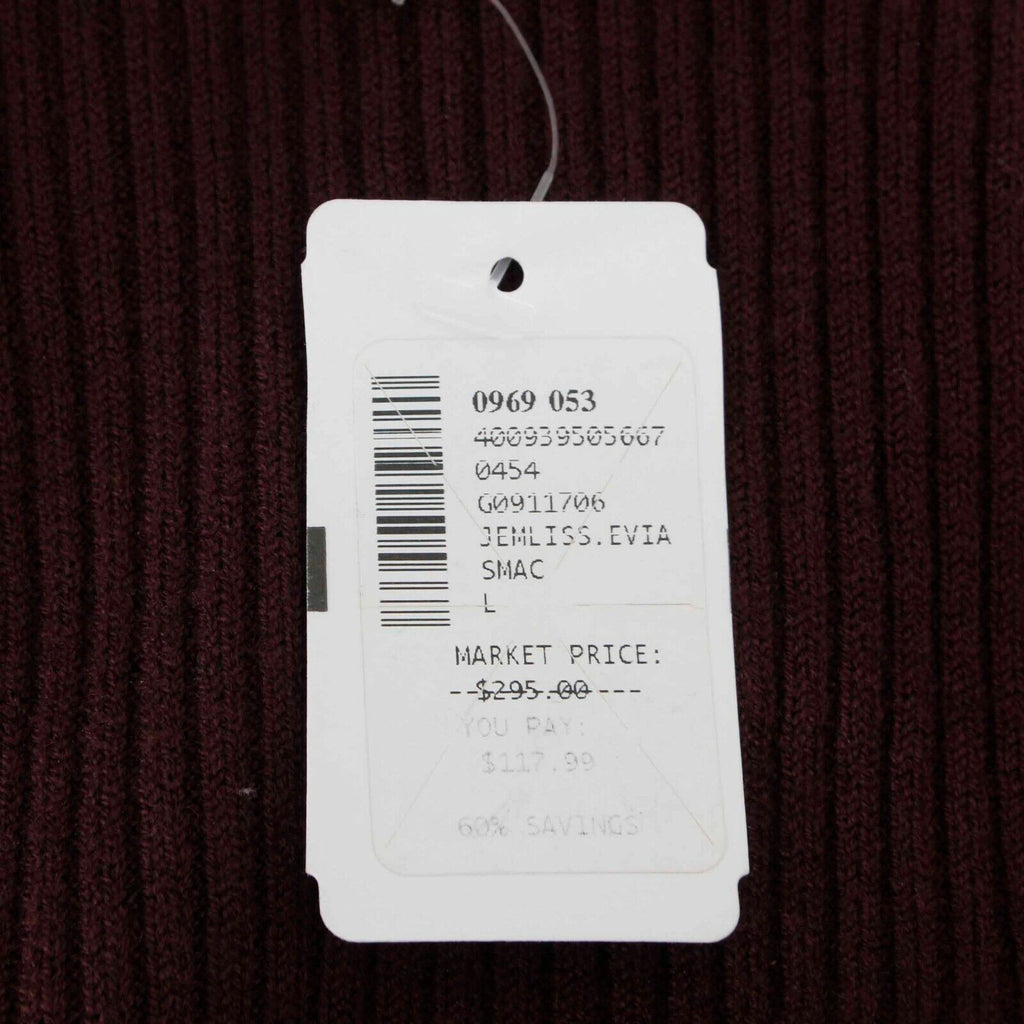 0969 053
400939505667
0454
G0911706
JEMLISS.EVIA
SMAC
L
MARKET PRICE:
--$295.00---
YOU PAY:
$117.99
60% SAVINGS